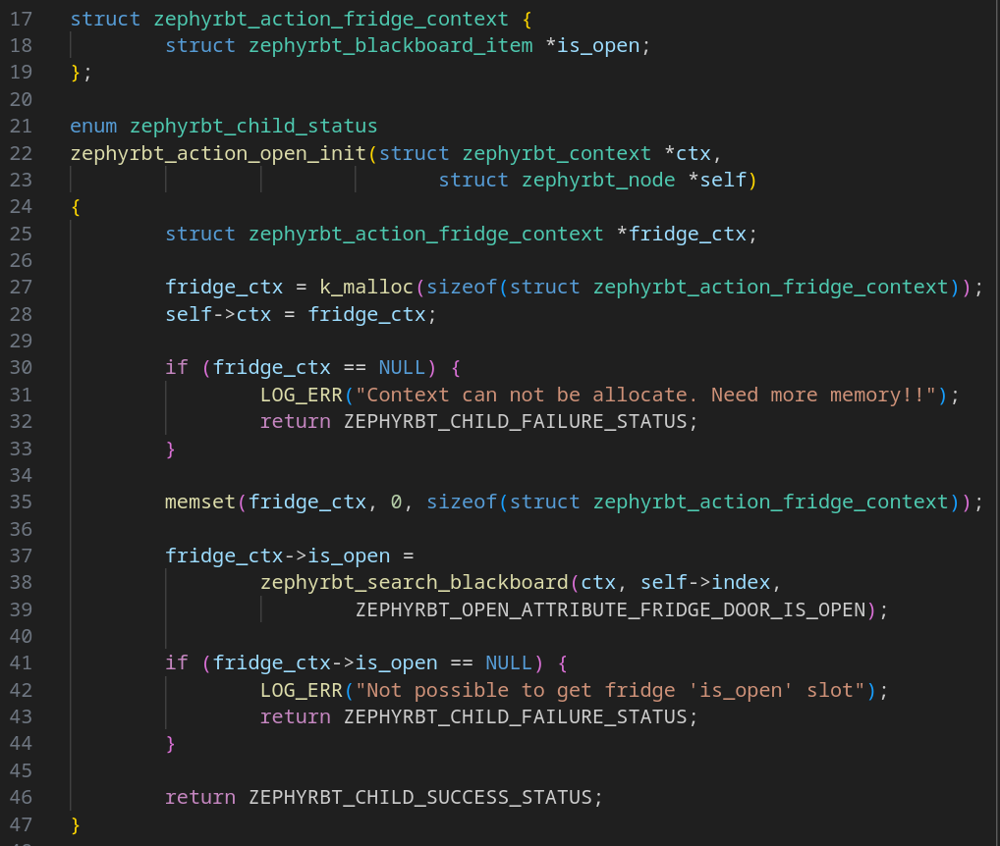 17 struct zephyrbt_action_fridge_context {
18         struct zephyrbt_blackboard_item *is_open;
19 };
20
21 enum zephyrbt_child_status
22 zephyrbt_action_open_init(struct zephyrbt_context *ctx,
23                                struct zephyrbt_node *self)
24 {
25         struct zephyrbt_action_fridge_context *fridge_ctx;
26
27         fridge_ctx = k_malloc(sizeof(struct zephyrbt_action_fridge_context));
28         self->ctx = fridge_ctx;
29
30         if (fridge_ctx == NULL) {
31                 LOG_ERR("Context can not be allocate. Need more memory!!");
32                 return ZEPHYRBT_CHILD_FAILURE_STATUS;
33         }
34
35         memset(fridge_ctx, 0, sizeof(struct zephyrbt_action_fridge_context));
36
37         fridge_ctx->is_open =
38                 zephyrbt_search_blackboard(ctx, self->index,
39                         ZEPHYRBT_OPEN_ATTRIBUTE_FRIDGE_DOOR_IS_OPEN);
40
41         if (fridge_ctx->is_open == NULL) {
42                 LOG_ERR("Not possible to get fridge 'is_open' slot");
43                 return ZEPHYRBT_CHILD_FAILURE_STATUS;
44         }
45
46         return ZEPHYRBT_CHILD_SUCCESS_STATUS;
47 }